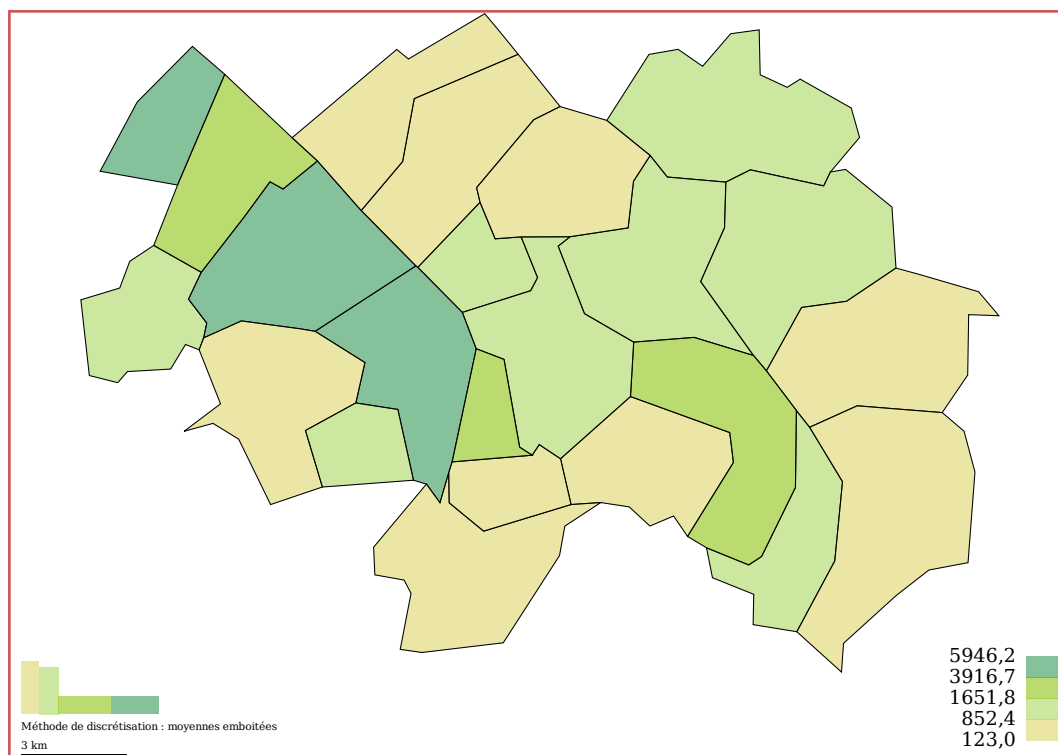 5946,2
3916,7
1651,8
852,4
123,0
Méthode de discrétisation : moyennes emboitées
3 km